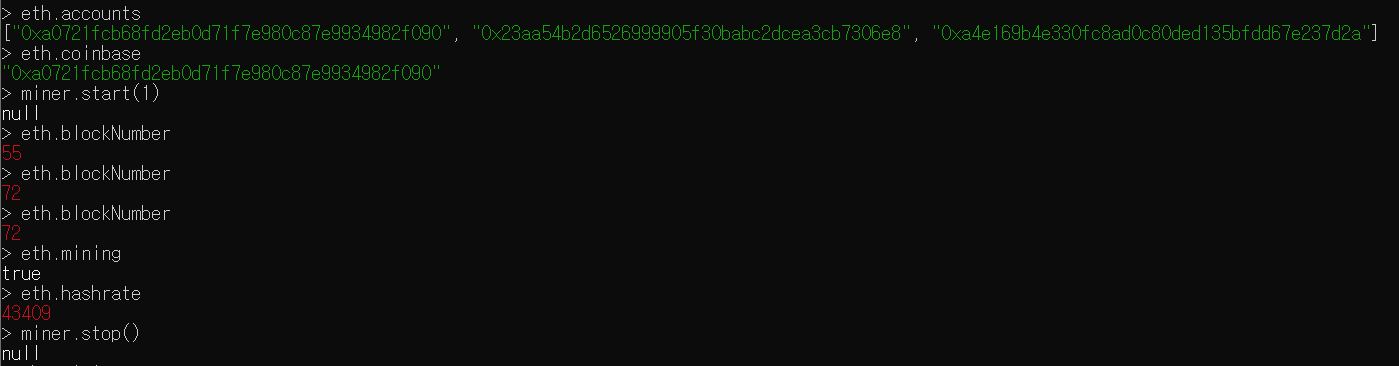 > eth.accounts
["0xa0721fcb68fd2eb0d71f7e980c87e9934982f090", "0x23aa54b2d6526999905f30babc2dcea3cb7306e8", "0xa4e169b4e330fc8ad0c80ded135bfdd67e237d2a"]
> eth.coinbase
"0xa0721fcb68fd2eb0d71f7e980c87e9934982f090"
> miner.start(1)
null
> eth.blockNumber
55
> eth.blockNumber
72
> eth.blockNumber
72
> eth.mining
true
> eth.hashrate
43409
> miner.stop()
null